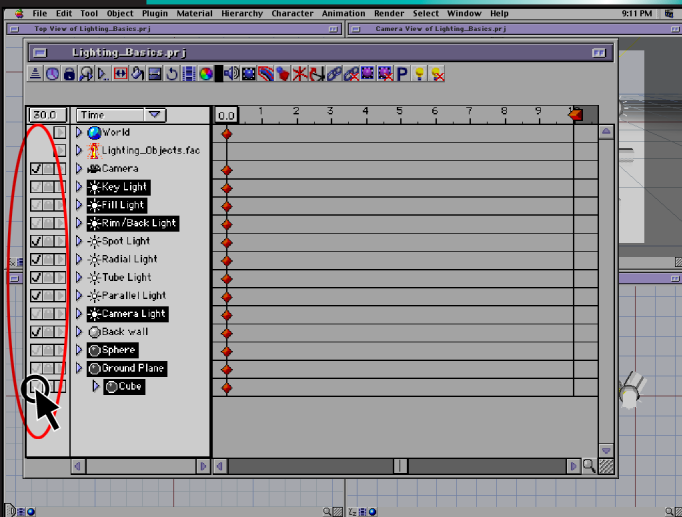 File Edit Tool Object Plugin Material Hierarchy Character Animation Render Select Window Help 9:11 PM
Top View of Lighting_Basics.prj
Camera View of Lighting_Basics.prj
Lighting_Basics.prj
P
30.0 Time 0.0 1 2 3 4 5 6 7 8 9
World
Lighting_Objects.fac
Camera
Key Light
Fill Light
Rim/Back Light
Spot Light
Radial Light
Tube Light
Parallel Light
Camera Light
Back wall
Sphere
Ground Plane
Cube